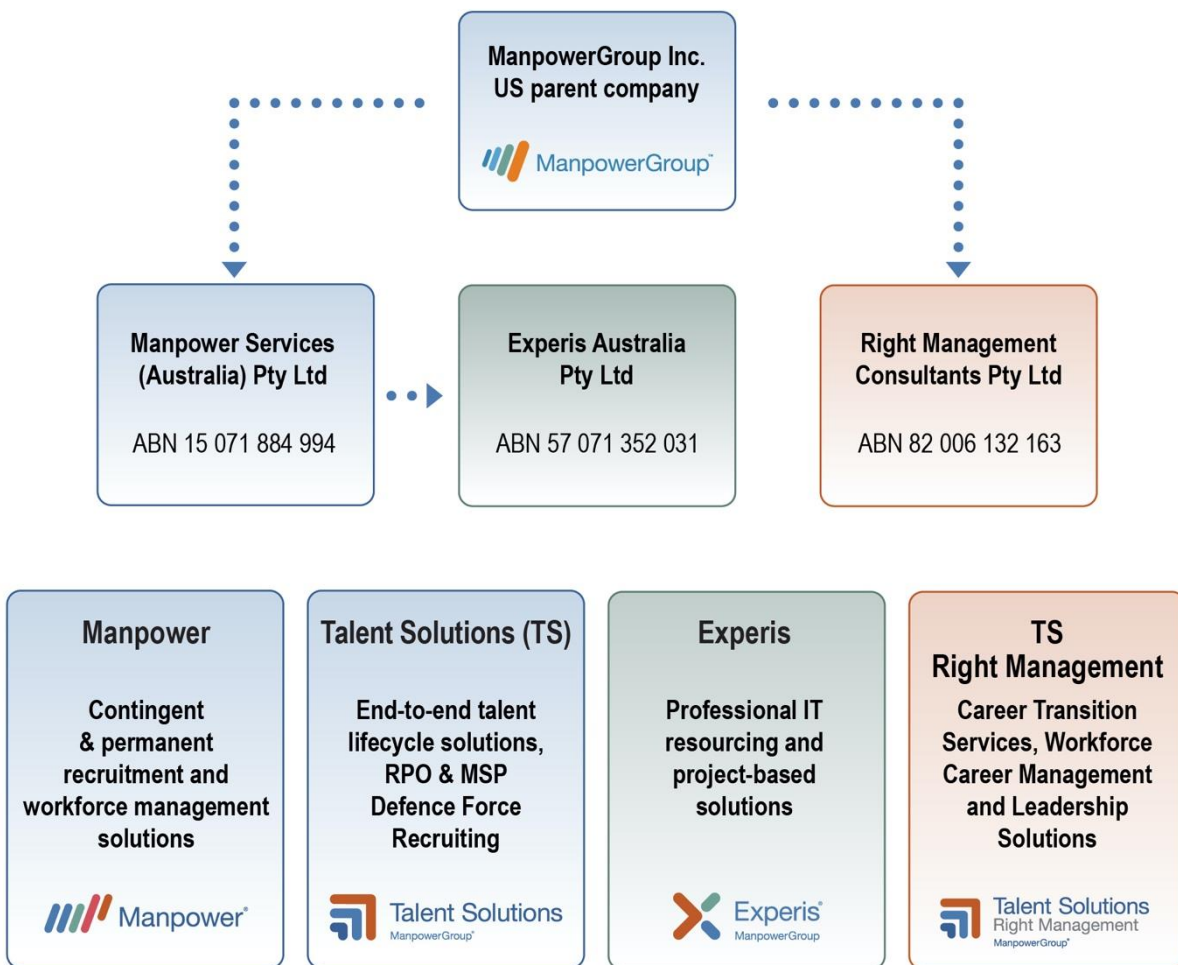 ManpowerGroup Inc.
US parent company
ManpowerGroup™
Manpower Services
(Australia) Pty Ltd
ABN 15 071 884 994
Experis Australia
Pty Ltd
ABN 57 071 352 031
Right Management
Consultants Pty Ltd
ABN 82 006 132 163
Manpower
Contingent
& permanent
recruitment and
workforce management
solutions
Manpower®
Talent Solutions (TS)
End-to-end talent
lifecycle solutions,
RPO & MSP
Defence Force
Recruiting
Talent Solutions
ManpowerGroup®
Experis
Professional IT
resourcing and
project-based
solutions
Experis®
ManpowerGroup
TS
Right Management
Career Transition
Services, Workforce
Career Management
and Leadership
Solutions
Talent Solutions
Right Management
ManpowerGroup®